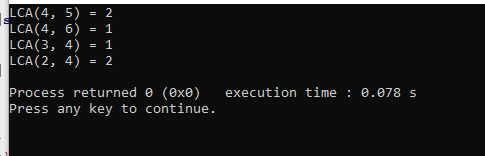 LCA(4, 5) = 2
LCA(4, 6) = 1
LCA(3, 4) = 1
LCA(2, 4) = 2
Process returned 0 (0x0)   execution time : 0.078 s
Press any key to continue.